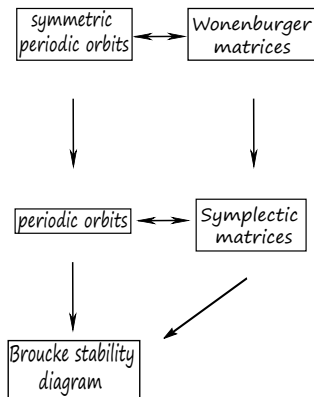 symmetric
periodic orbits
Wonenburger
matrices
periodic orbits
Symplectic
matrices
Broucke stability
diagram